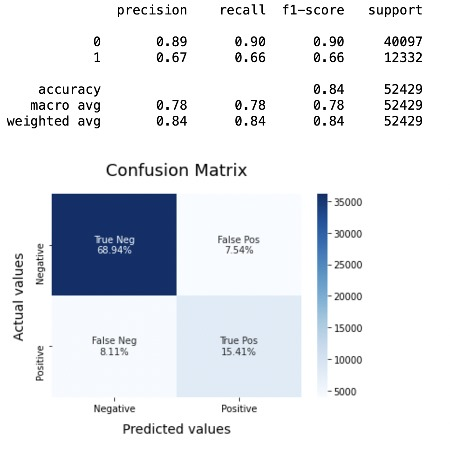 precision recall f1-score support
0 0.89 0.90 0.90 40097
1 0.67 0.66 0.66 12332
accuracy 0.84 52429
macro avg 0.78 0.78 0.78 52429
weighted avg 0.84 0.84 0.84 52429
Confusion Matrix
True Neg
68.94%
False Pos
7.54%
False Neg
8.11%
True Pos
15.41%
Actual values
Negative
Positive
Negative Positive
Predicted values
35000
30000
25000
20000
15000
10000
5000